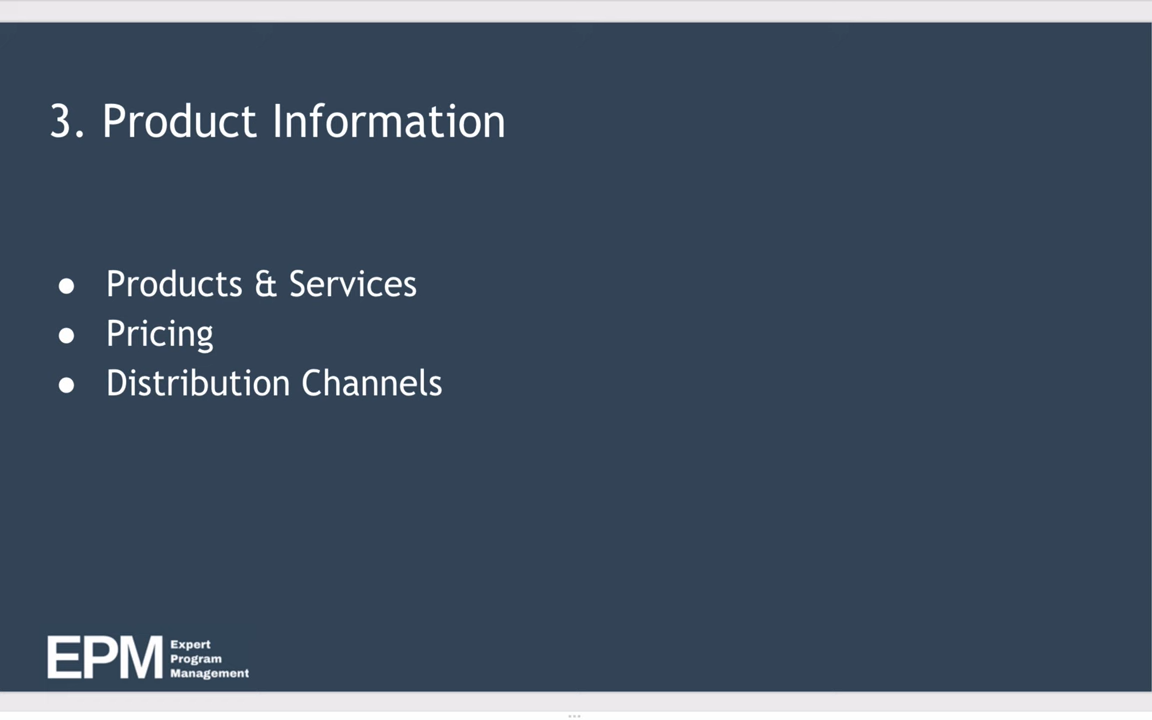 3. Product Information
● Products & Services
● Pricing
● Distribution Channels
EPM
Expert
Program
Management